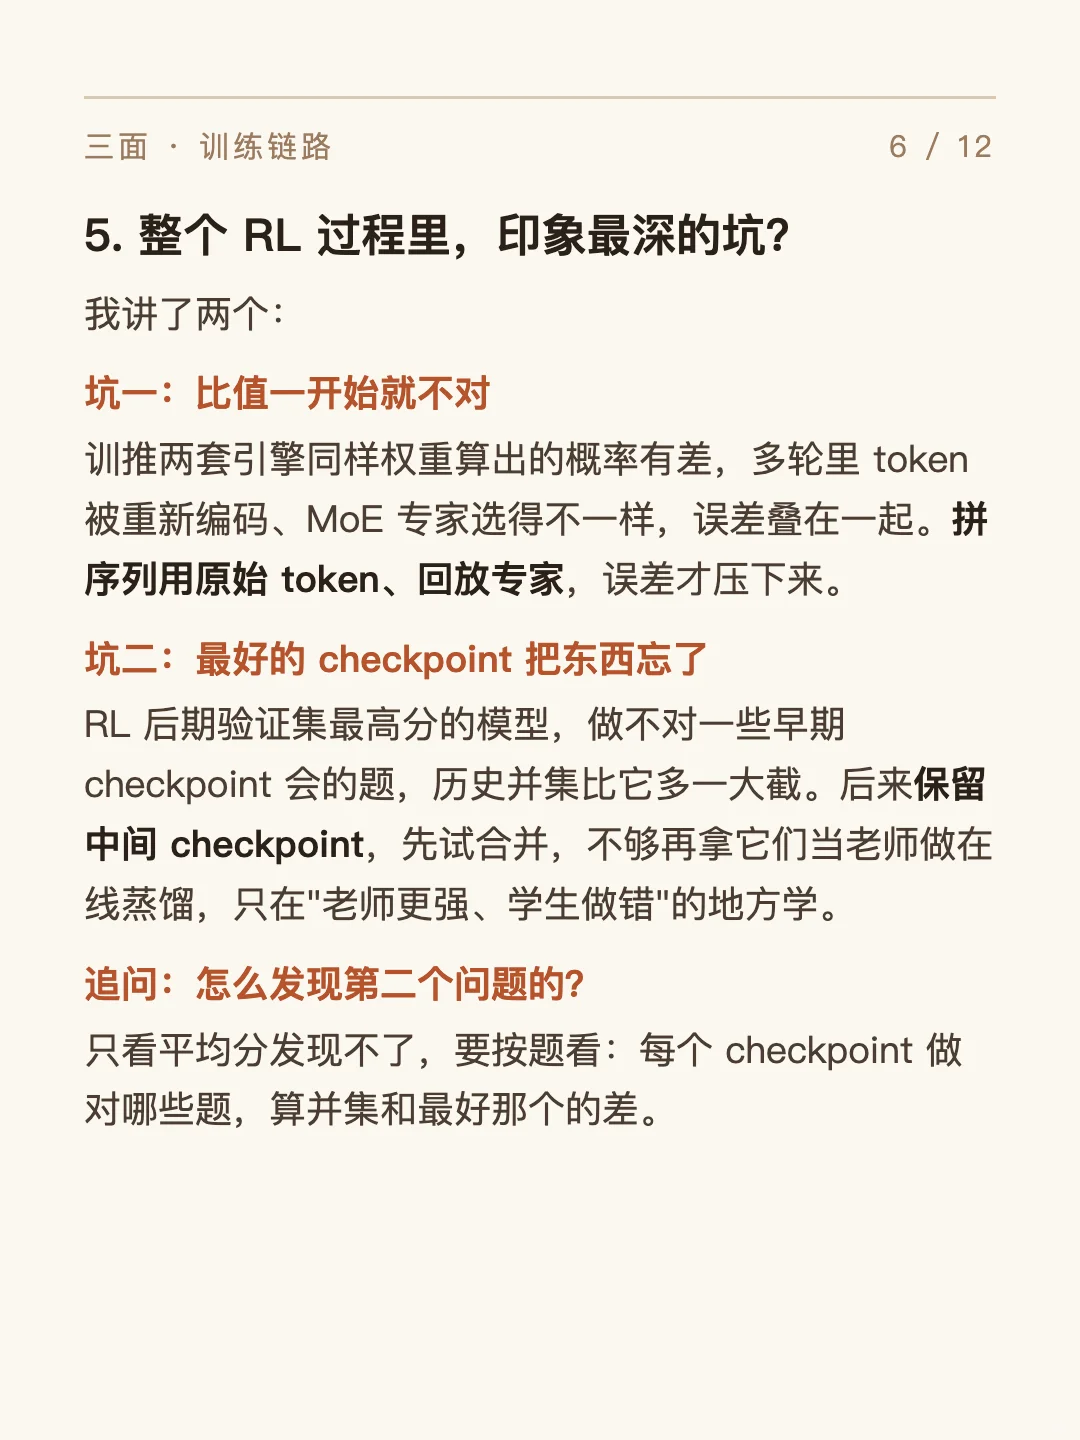 三面 · 训练链路
6 / 12
5. 整个 RL 过程里，印象最深的坑？
我讲了两个：
坑一：比值一开始就不对
训推两套引擎同样权重算出的概率有差，多轮里 token
被重新编码、MoE 专家选得不一样，误差叠在一起。拼
序列用原始 token、回放专家，误差才压下来。
坑二：最好的 checkpoint 把东西忘了
RL 后期验证集最高分的模型，做不对一些早期
checkpoint 会的题，历史并集比它多一大截。后来保留
中间 checkpoint，先试合并，不够再拿它们当老师做在
线蒸馏，只在"老师更强、学生做错"的地方学。
追问：怎么发现第二个问题的？
只看平均分发现不了，要按题看：每个 checkpoint 做
对哪些题，算并集和最好那个的差。